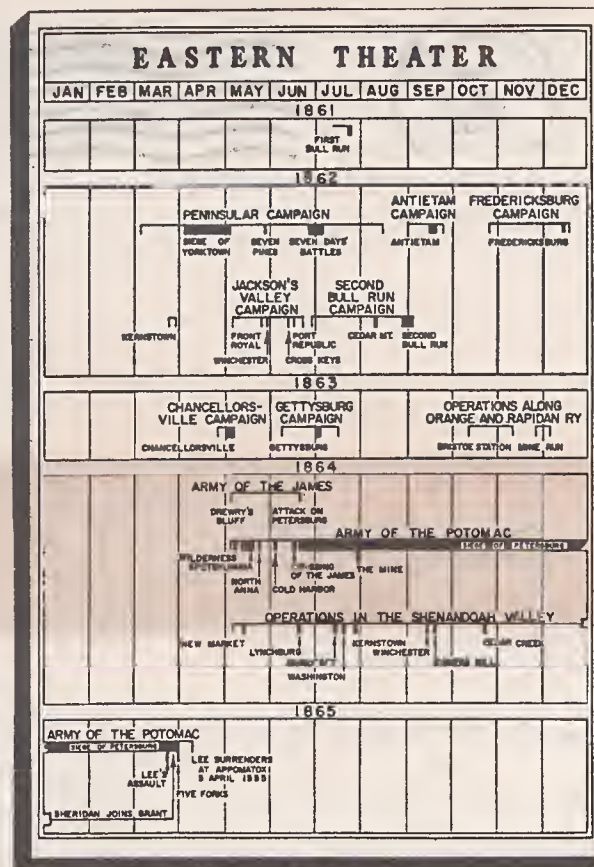 EASTERN THEATER
JAN FEB MAR APR MAY JUN JUL AUG SEP OCT NOV DEC
1861
FIRST
BULL RUN
1862
PENINSULAR CAMPAIGN
ANTIETAM
CAMPAIGN
FREDERICKSBURG
CAMPAIGN
SIEGE OF
YORKTOWN
SEVEN
PINES
SEVEN DAYS'
BATTLES
ANTIETAM
FREDERICKSBURG
JACKSON'S
VALLEY
CAMPAIGN
SECOND
BULL RUN
CAMPAIGN
KERNSTOWN
FRONT
ROYAL
WINCHESTER
PORT
REPUBLIC
CROSS KEYS
CEDAR MT.
SECOND
BULL RUN
1863
CHANCELLORS-
VILLE CAMPAIGN
GETTYSBURG
CAMPAIGN
OPERATIONS ALONG
ORANGE AND RAPIDAN RY
CHANCELLORSVILLE
GETTYSBURG
BRISTOE STATION
MINE RUN
1864
ARMY OF THE JAMES
DREWRY'S
BLUFF
ATTACK ON
PETERSBURG
ARMY OF THE POTOMAC
SIEGE OF PETERSBURG
WILDERNESS
SPOTSYLVANIA
NORTH
ANNA
COLD HARBOR
CROSSING
OF THE JAMES
THE MINE
OPERATIONS IN THE SHENANDOAH VALLEY
NEW MARKET
LYNCHBURG
WASHINGTON
KERNSTOWN
WINCHESTER
CEDAR CREEK
1865
ARMY OF THE POTOMAC
SIEGE OF PETERSBURG
LEE'S
ASSAULT
FIVE FORKS
LEE SURRENDERS
AT APPOMATOX
SHERIDAN JOINS GRANT